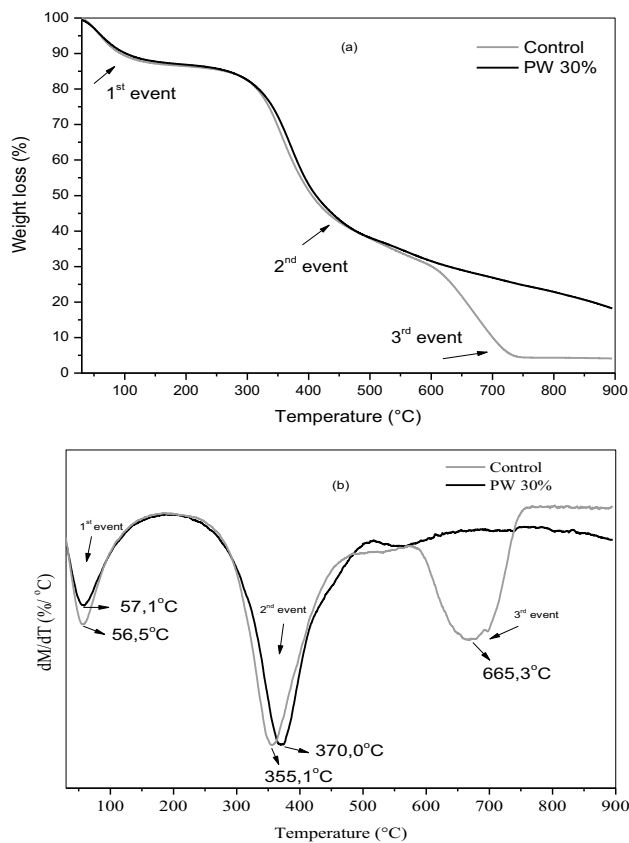 100
90
80
70
60
50
40
30
20
10
0
Weight loss (%)
(a)
Control
PW 30%
1st event
2nd event
3rd event
100 200 300 400 500 600 700 800 900
Temperature (°C)
(b)
Control
PW 30%
dM/dT (%/ °C)
1st event
57,1°C
56,5°C
2nd event
370,0°C
355,1°C
3rd event
665,3°C
100 200 300 400 500 600 700 800 900
Temperature (°C)